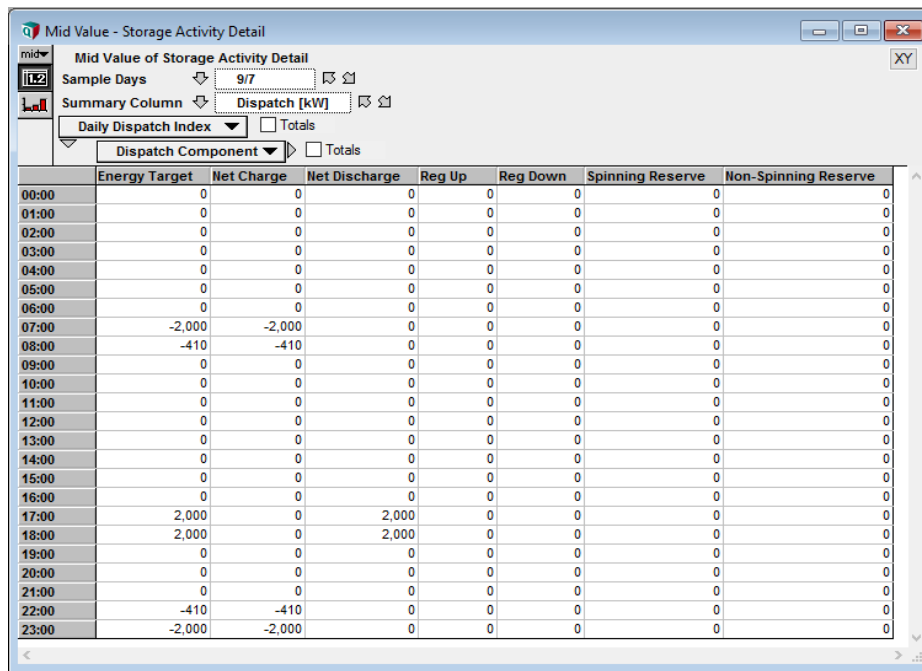 Mid Value - Storage Activity Detail
mid
Mid Value of Storage Activity Detail
XY
1.2
Sample Days 9/7
Summary Column Dispatch [kW]
Daily Dispatch Index Totals
Dispatch Component Totals
Energy Target Net Charge Net Discharge Reg Up Reg Down Spinning Reserve Non-Spinning Reserve
00:00 0 0 0 0 0 0 0
01:00 0 0 0 0 0 0 0
02:00 0 0 0 0 0 0 0
03:00 0 0 0 0 0 0 0
04:00 0 0 0 0 0 0 0
05:00 0 0 0 0 0 0 0
06:00 0 0 0 0 0 0 0
07:00 -2,000 -2,000 0 0 0 0 0
08:00 -410 -410 0 0 0 0 0
09:00 0 0 0 0 0 0 0
10:00 0 0 0 0 0 0 0
11:00 0 0 0 0 0 0 0
12:00 0 0 0 0 0 0 0
13:00 0 0 0 0 0 0 0
14:00 0 0 0 0 0 0 0
15:00 0 0 0 0 0 0 0
16:00 0 0 0 0 0 0 0
17:00 2,000 0 2,000 0 0 0 0
18:00 2,000 0 2,000 0 0 0 0
19:00 0 0 0 0 0 0 0
20:00 0 0 0 0 0 0 0
21:00 0 0 0 0 0 0 0
22:00 -410 -410 0 0 0 0 0
23:00 -2,000 -2,000 0 0 0 0 0